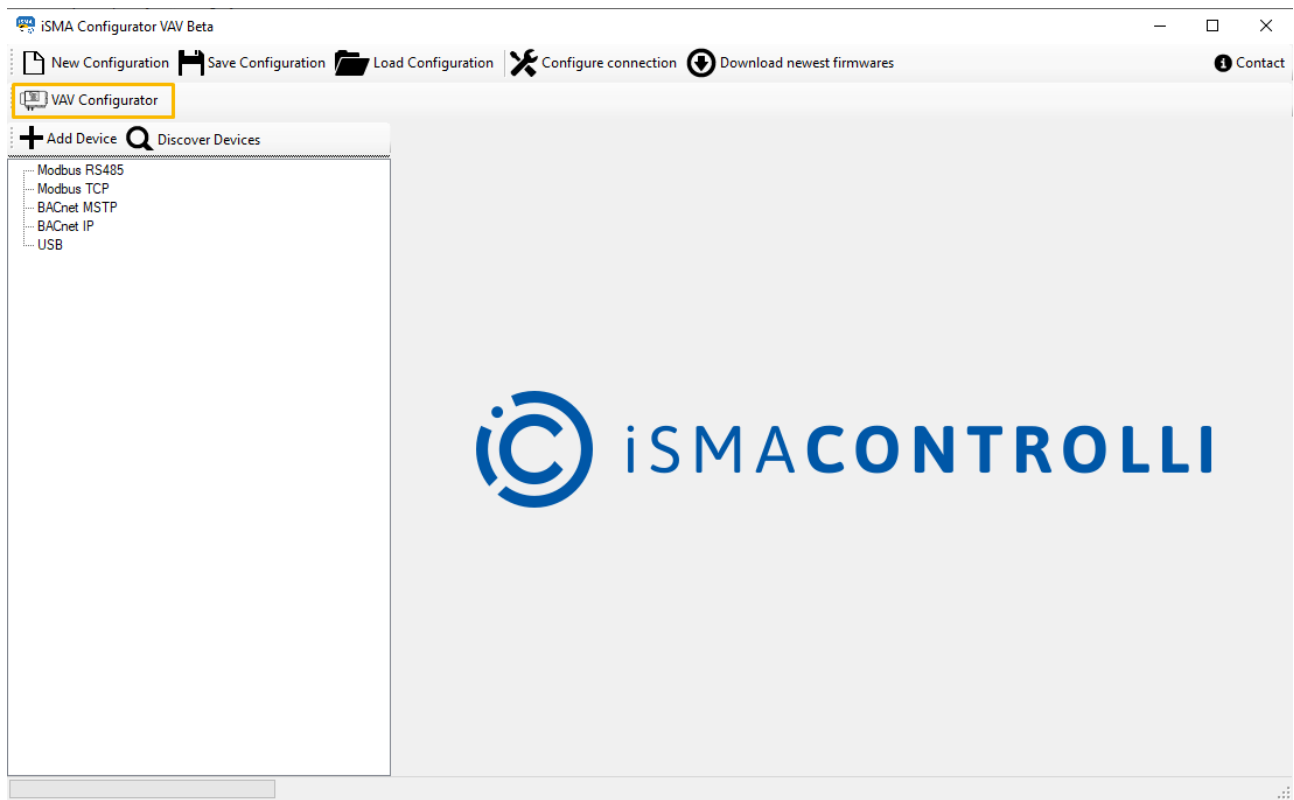 iSMA Configurator VAV Beta
New Configuration Save Configuration Load Configuration Configure connection Download newest firmwares Contact
VAV Configurator
Add Device Discover Devices
Modbus RS485
Modbus TCP
BACnet MSTP
BACnet IP
USB
iSMACONTROLLI